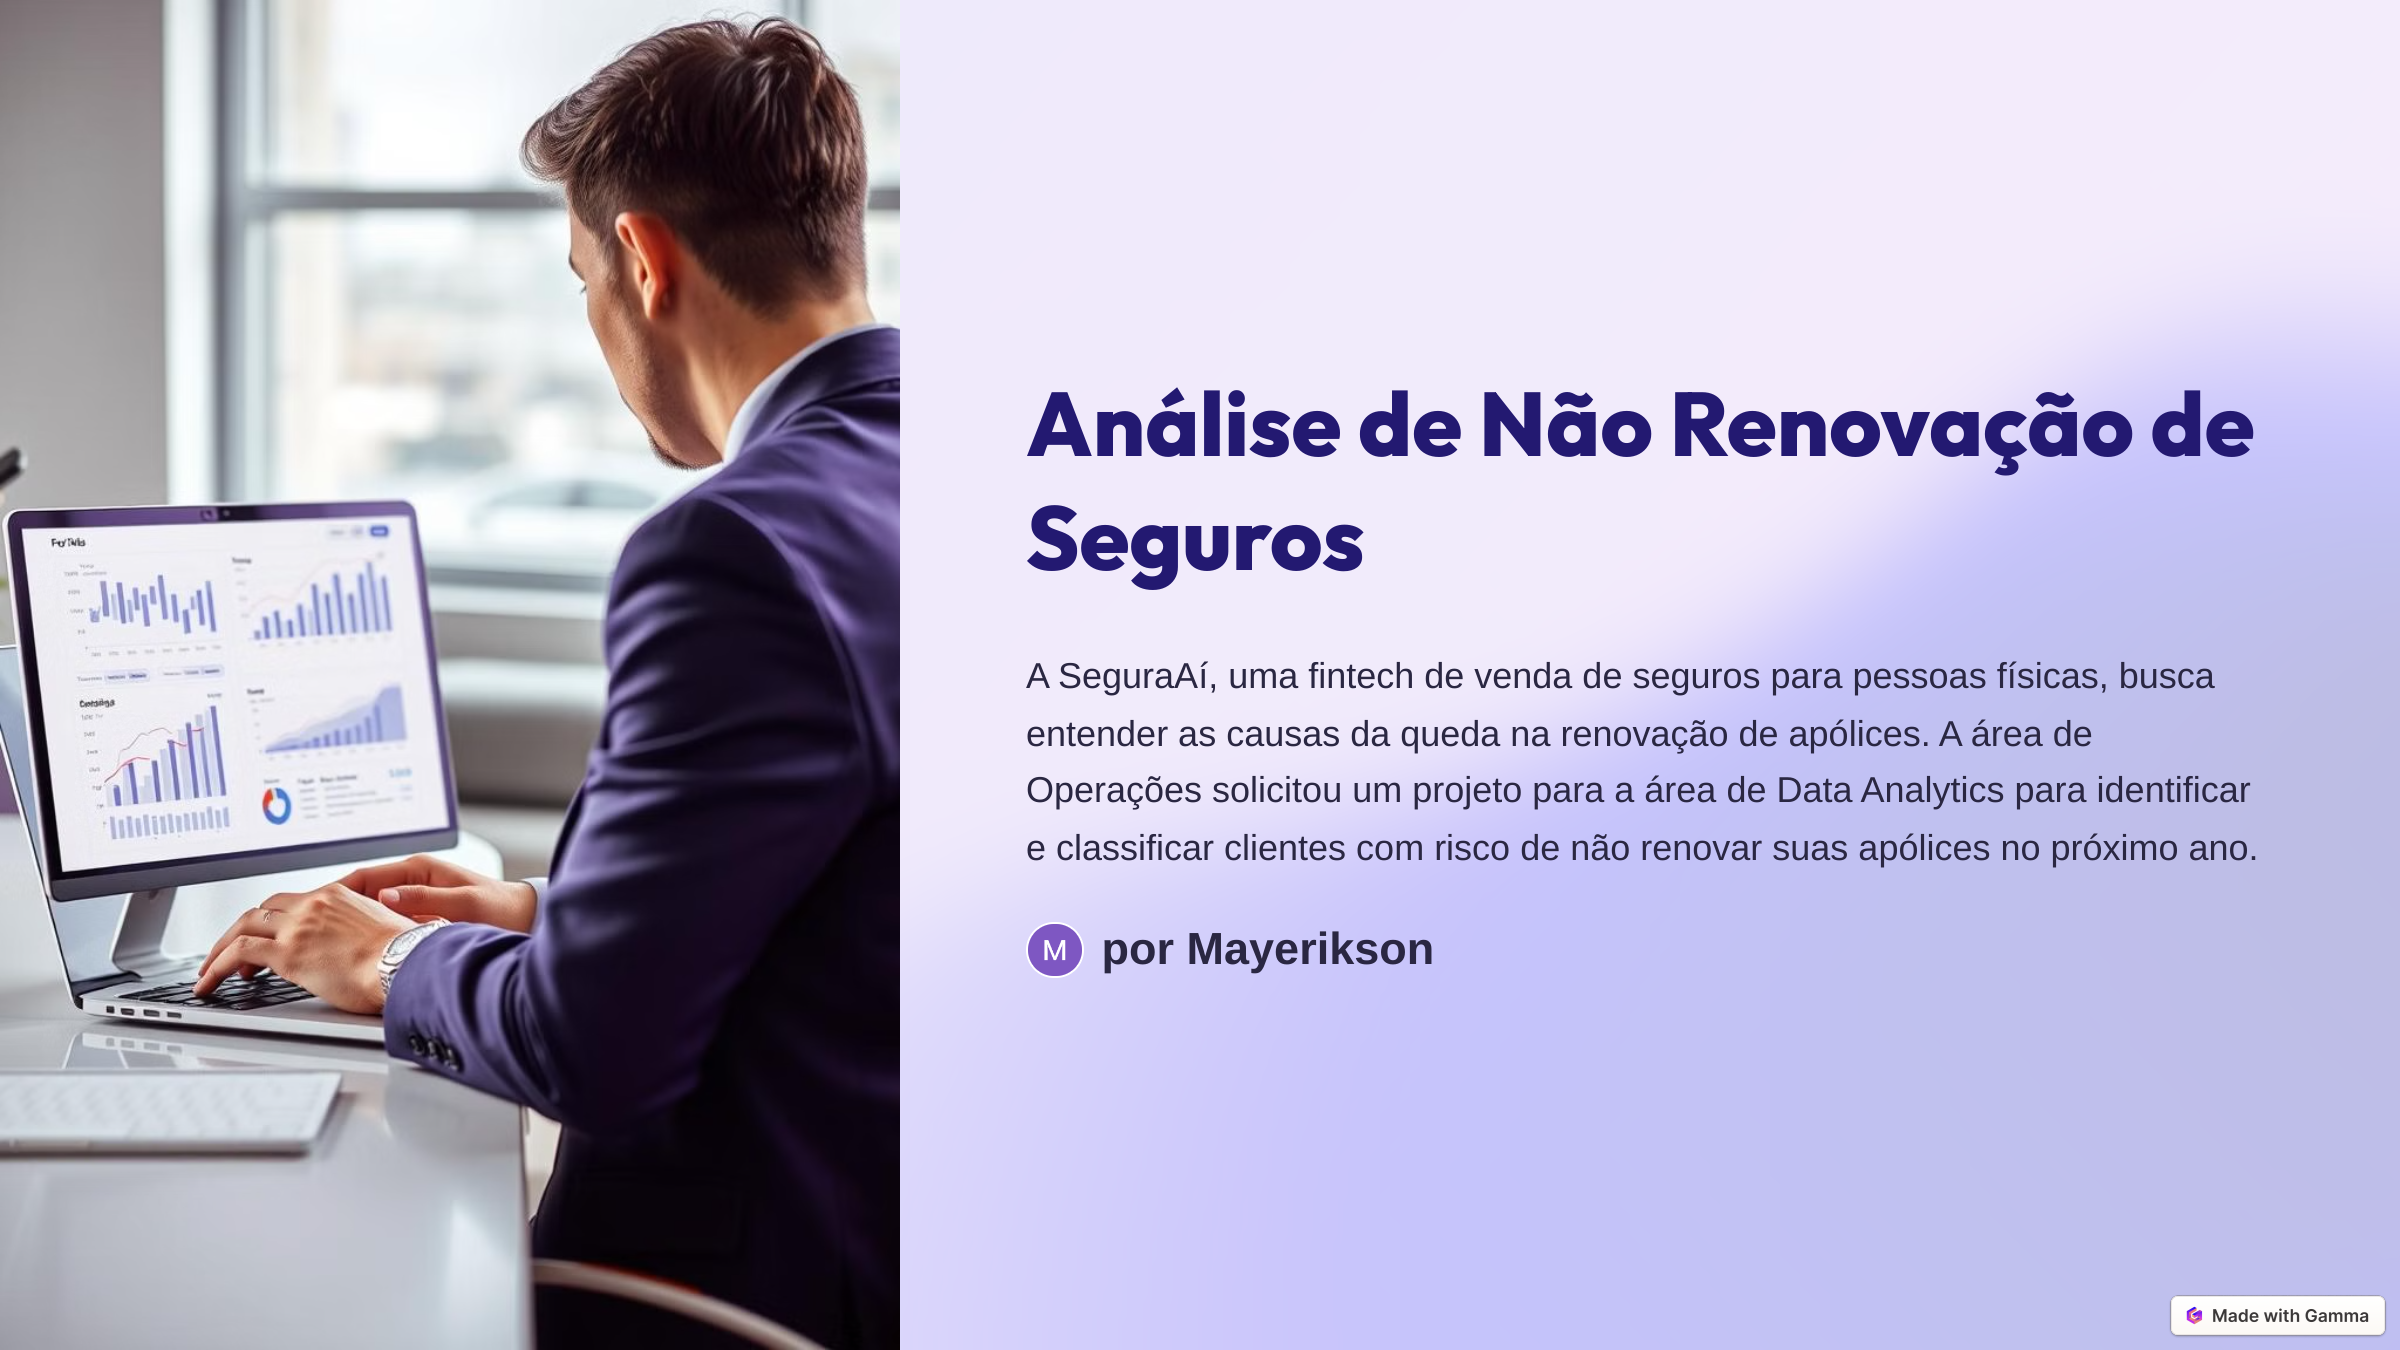 Análise de Não Renovação de
Seguros
A SeguraAí, uma fintech de venda de seguros para pessoas físicas, busca
entender as causas da queda na renovação de apólices. A área de
Operações solicitou um projeto para a área de Data Analytics para identificar
e classificar clientes com risco de não renovar suas apólices no próximo ano.
M por Mayerikson
Made with Gamma